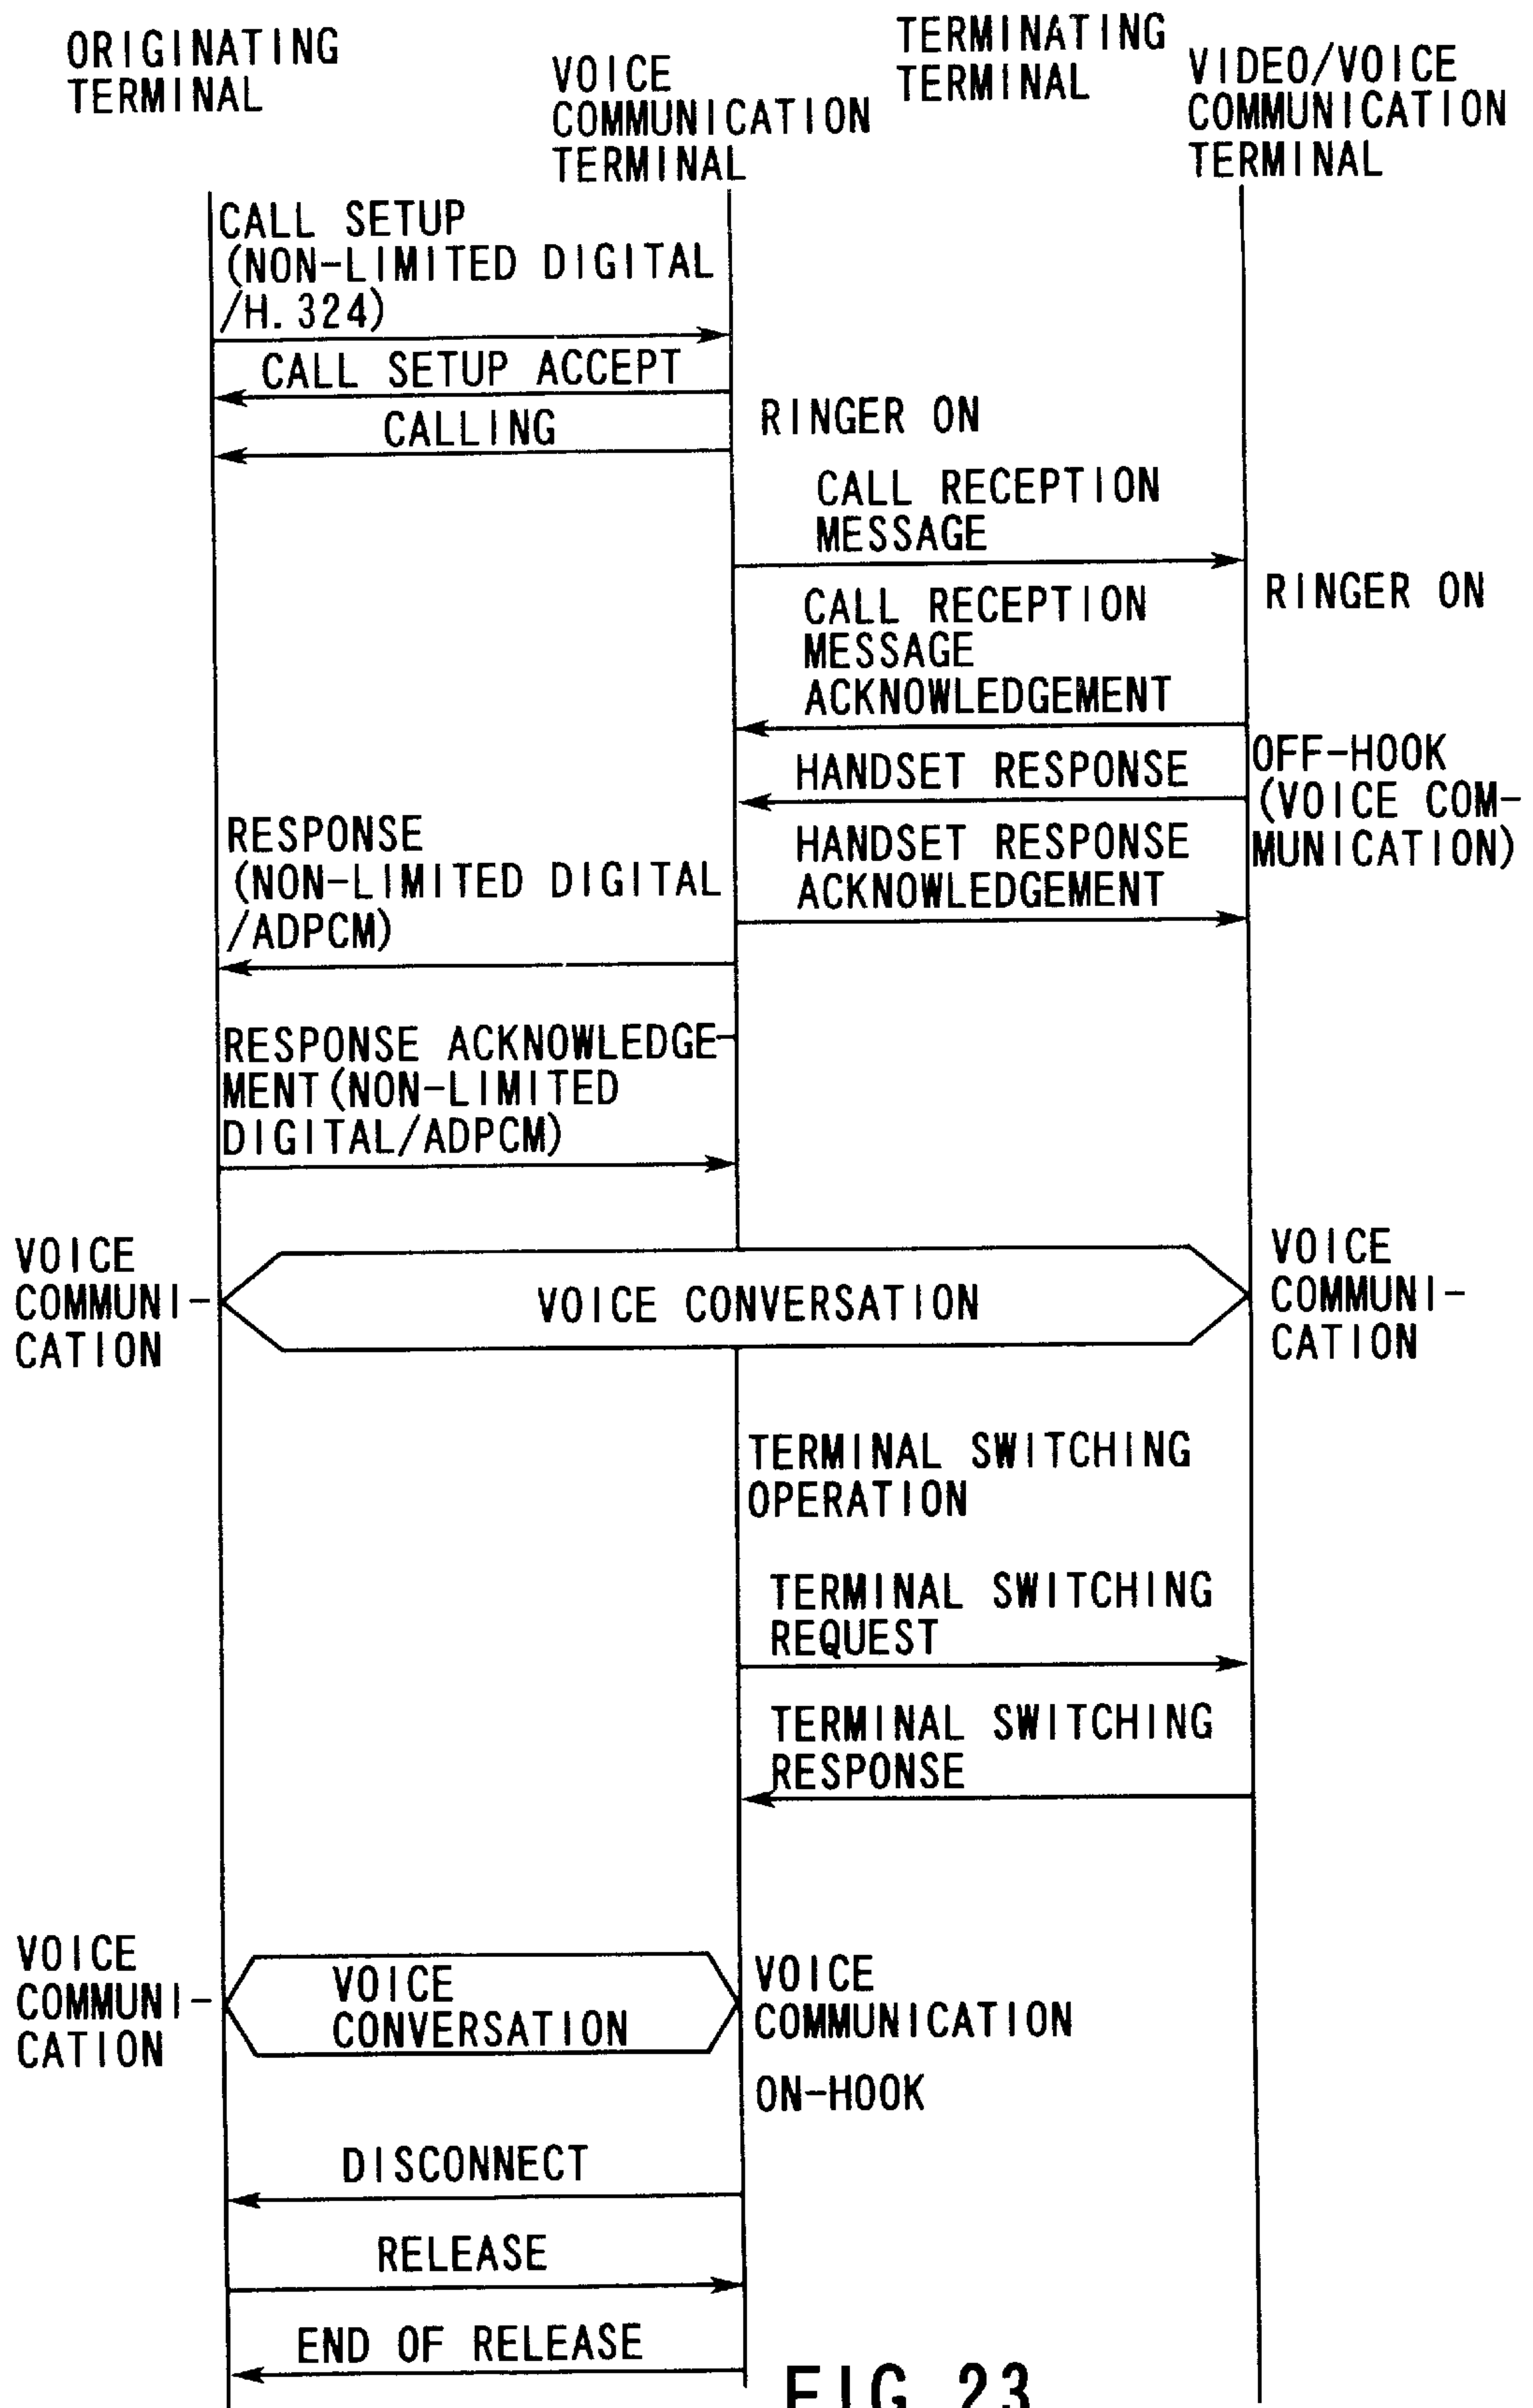 ORIGINATING
TERMINAL
VOICE
COMMUNICATION
TERMINAL
TERMINATING
TERMINAL
VIDEO/VOICE
COMMUNICATION
TERMINAL
CALL SETUP
(NON-LIMITED DIGITAL
/H.324)
CALL SETUP ACCEPT
CALLING
RINGER ON
CALL RECEPTION
MESSAGE
RINGER ON
CALL RECEPTION
MESSAGE
ACKNOWLEDGEMENT
OFF-HOOK
(VOICE COM-
MUNICATION)
HANDSET RESPONSE
HANDSET RESPONSE
ACKNOWLEDGEMENT
RESPONSE
(NON-LIMITED DIGITAL
/ADPCM)
RESPONSE ACKNOWLEDGE-
MENT(NON-LIMITED
DIGITAL/ADPCM)
VOICE
COMMUNI-
CATION
VOICE CONVERSATION
VOICE
COMMUNI-
CATION
TERMINAL SWITCHING
OPERATION
TERMINAL SWITCHING
REQUEST
TERMINAL SWITCHING
RESPONSE
VOICE
COMMUNI-
CATION
VOICE
CONVERSATION
VOICE
COMMUNICATION
ON-HOOK
DISCONNECT
RELEASE
END OF RELEASE
FIG. 23